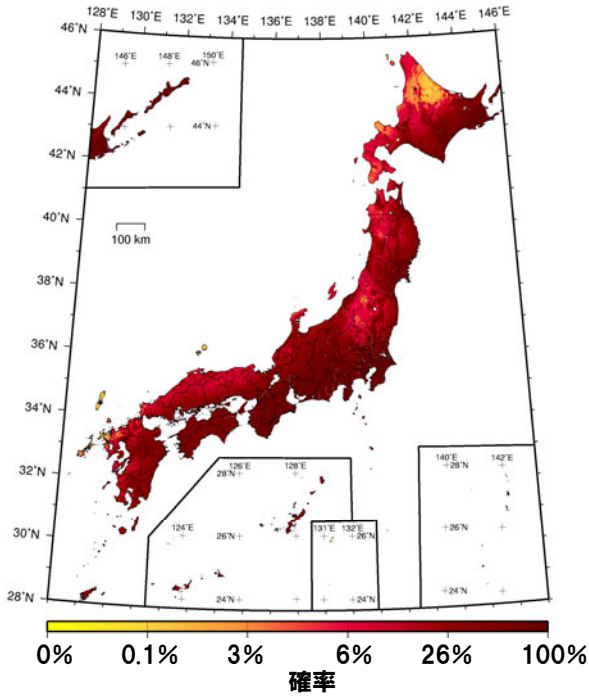 128°E 130°E 132°E 134°E 136°E 138°E 140°E 142°E 144°E 146°E
46°N
146°E 148°E 150°E
46°N
44°N
44°N
42°N
40°N
100 km
38°N
36°N
34°N
32°N
126°E 128°E
28°N
140°E 142°E
28°N
30°N
124°E
26°N
131°E 132°E
26°N
26°N
28°N
24°N
24°N
24°N
0% 0.1% 3% 6% 26% 100%
確率